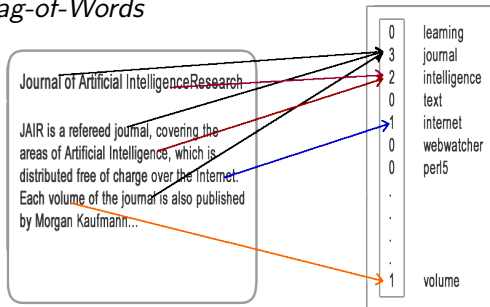 ag-of-Words
Journal of Artificial IntelligenceResearch
JAIR is a refereed journal, covering the
areas of Artificial Intelligence, which is
distributed free of charge over the Internet.
Each volume of the journal is also published
by Morgan Kaufmann...
0 learning
3 journal
2 intelligence
0 text
1 internet
0 webwatcher
0 perl5
.
.
.
.
1 volume